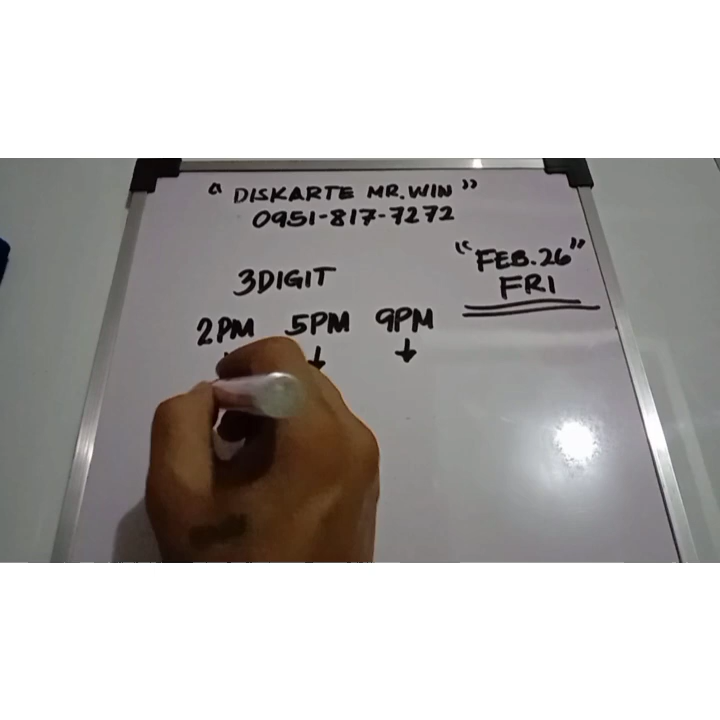 "DISKARTE MR. WIN"
0951-817-7272
"FEB. 26"
FRI
3DIGIT
2PM 5PM 9PM